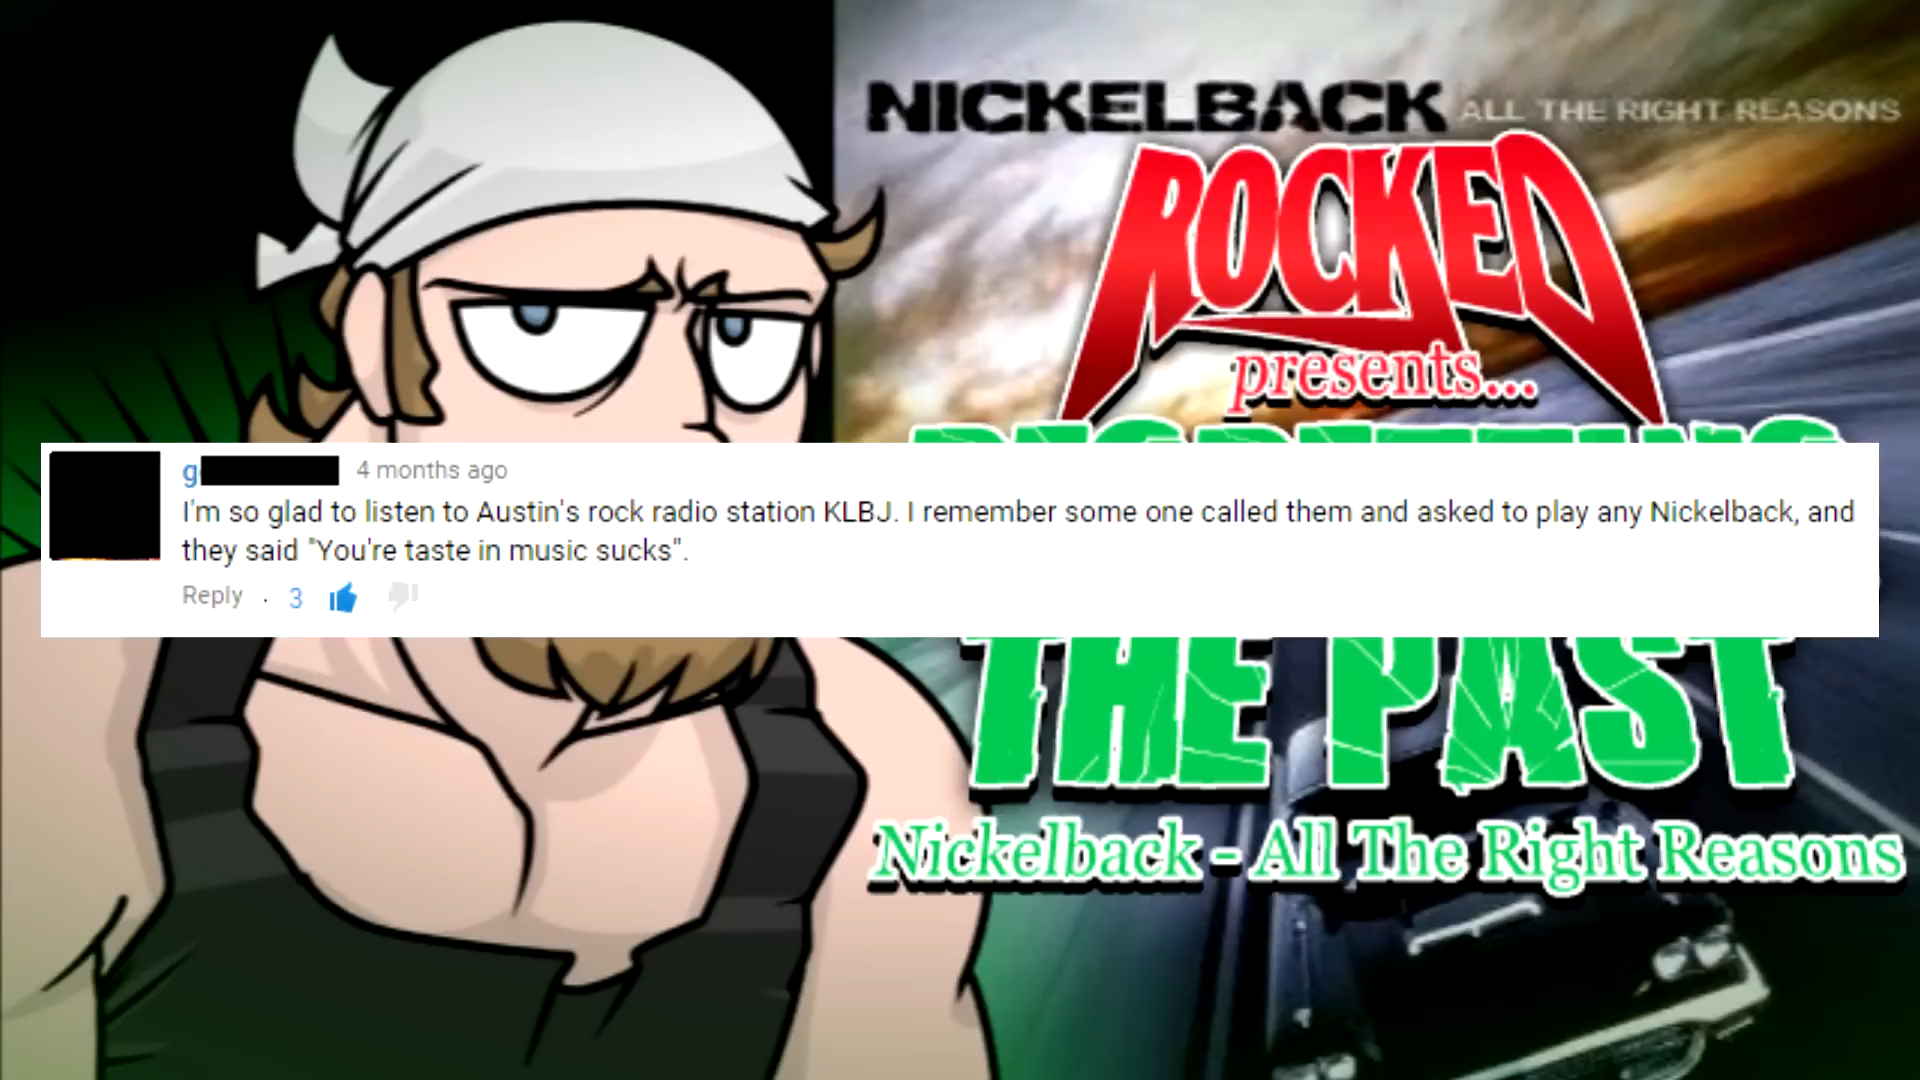 NICKELBACK ALL THE RIGHT REASONS
ROCKED
presents...
g
4 months ago
I'm so glad to listen to Austin's rock radio station KLBJ. I remember some one called them and asked to play any Nickelback, and
they said "You're taste in music sucks".
Reply . 3
THE PAST
Nickelback - All The Right Reasons